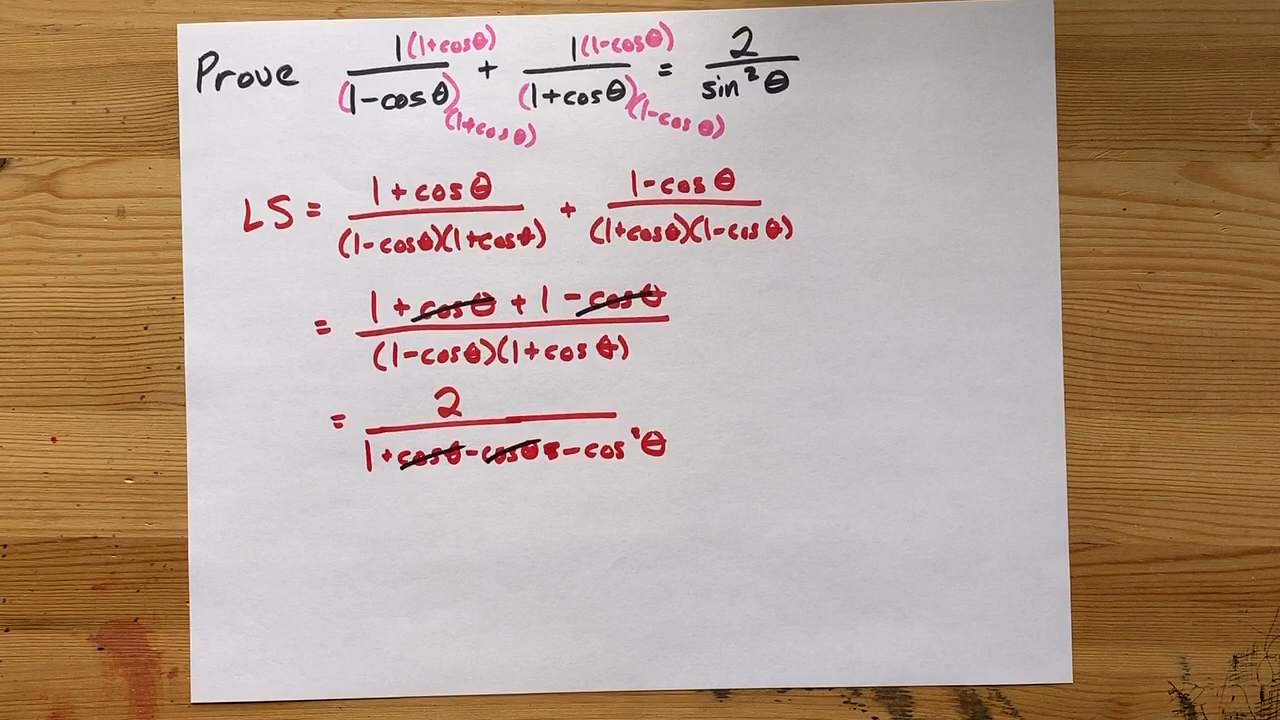 Prove 1(1+cosθ)/(1-cosθ)(1+cosθ) + 1(1-cosθ)/(1+cosθ)(1-cosθ) = 2/sin²θ
LS = 1+cosθ/(1-cosθ)(1+cosθ) + 1-cosθ/(1+cosθ)(1-cosθ)
= 1+cosθ+1-cosθ/(1-cosθ)(1+cosθ)
= 2/1+cosθ-cosθ-cos²θ